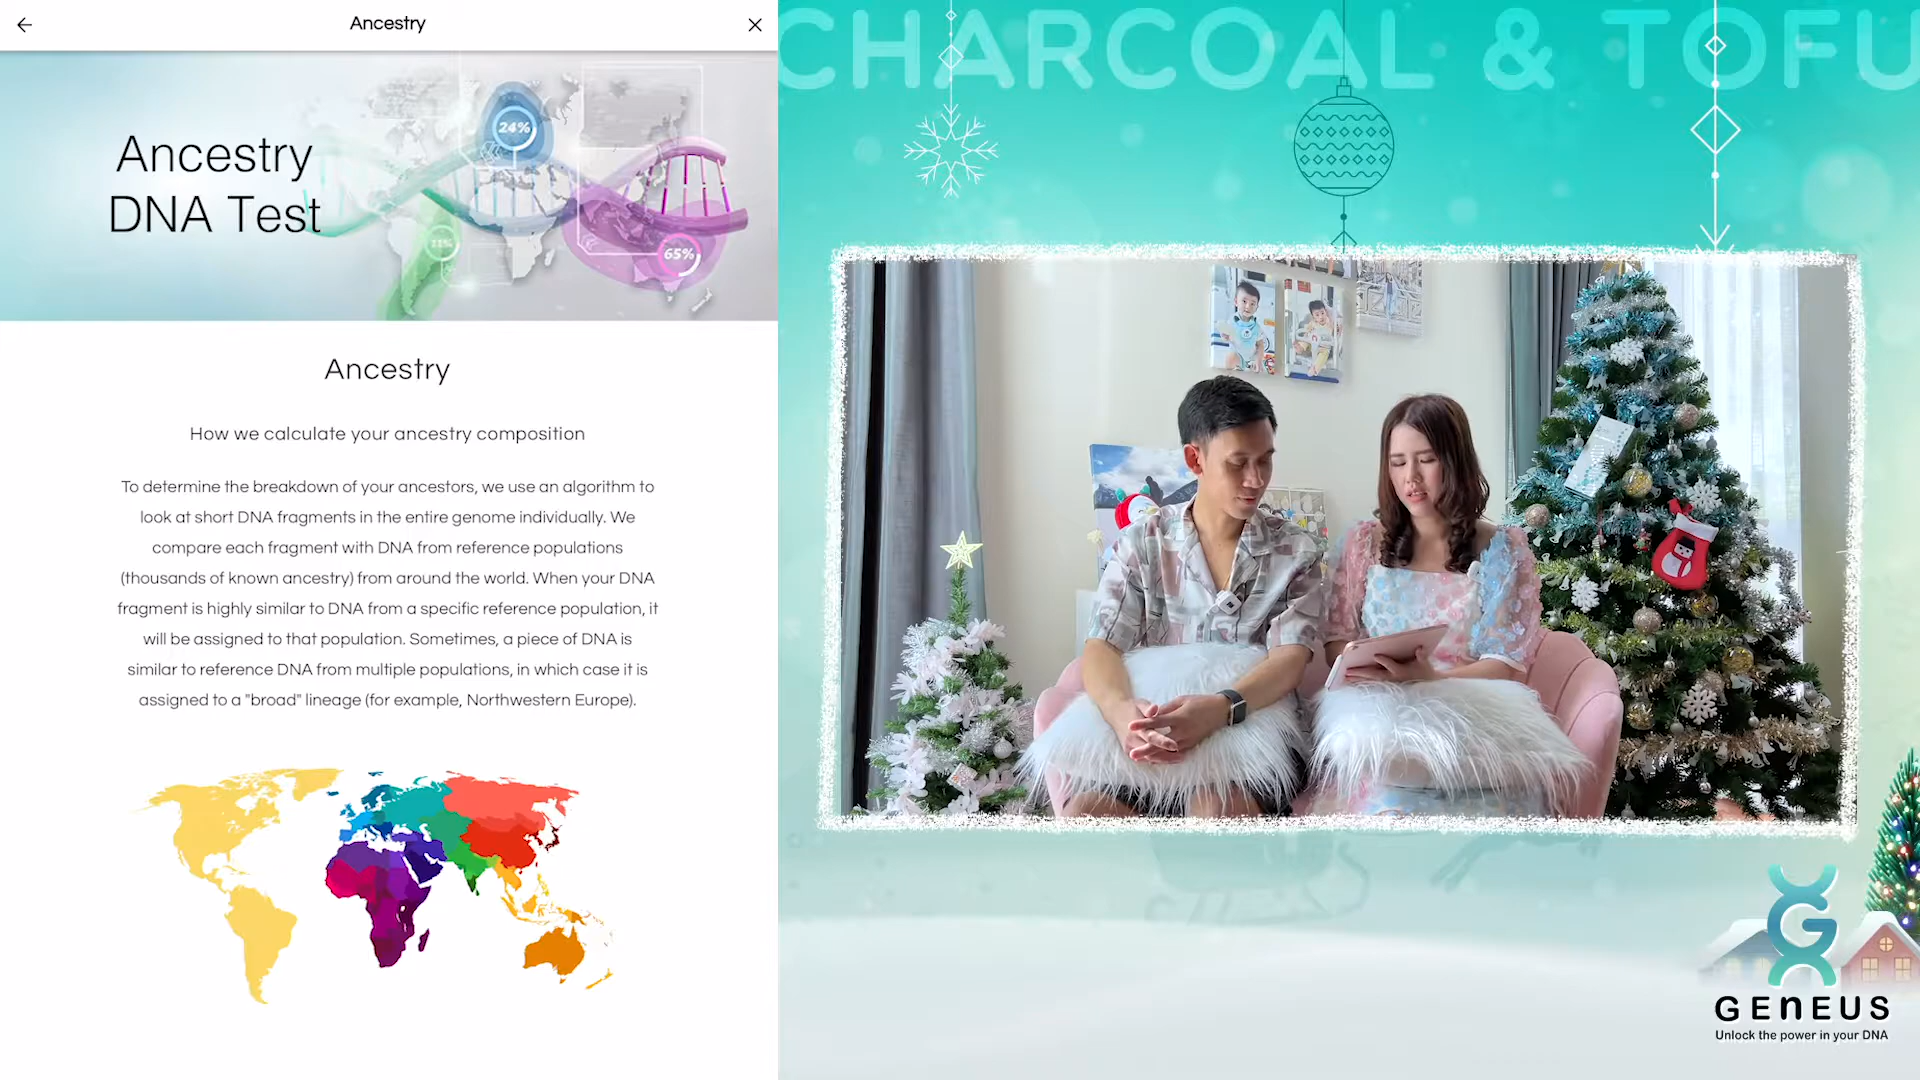 Ancestry
Ancestry
DNA Test
24%
11%
65%
Ancestry
How we calculate your ancestry composition
To determine the breakdown of your ancestors, we use an algorithm to
look at short DNA fragments in the entire genome individually. We
compare each fragment with DNA from reference populations
(thousands of known ancestry) from around the world. When your DNA
fragment is highly similar to DNA from a specific reference population, it
will be assigned to that population. Sometimes, a piece of DNA is
similar to reference DNA from multiple populations, in which case it is
assigned to a "broad" lineage (for example, Northwestern Europe).
CHARCOAL & TOFU
G
GEnEUS
Unlock the power in your DNA